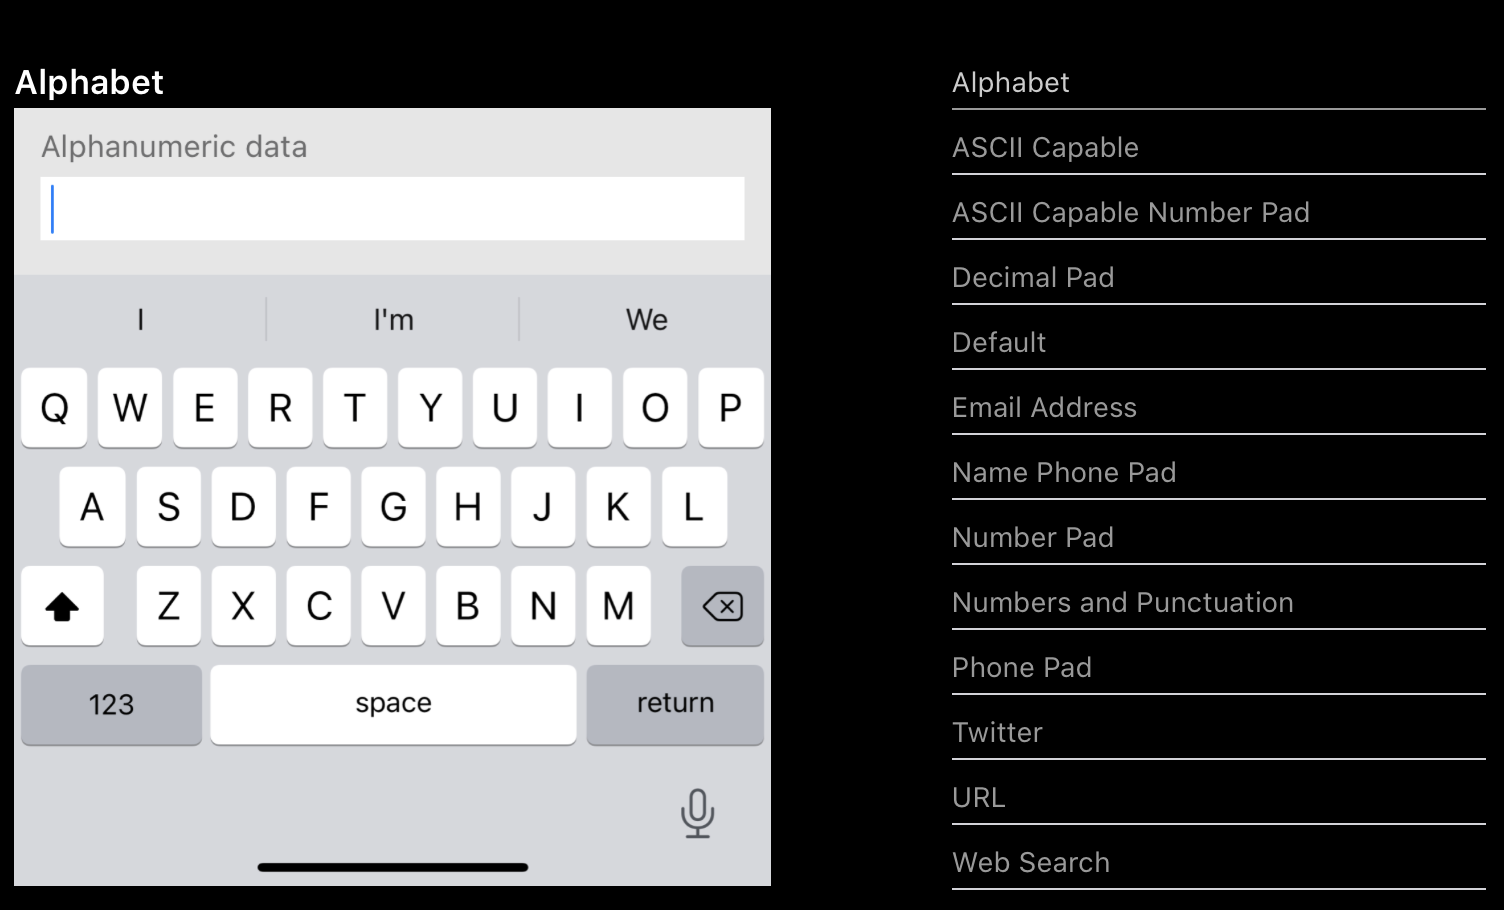 Alphabet
Alphanumeric data
I I'm We
Q W E R T Y U I O P
A S D F G H J K L
Z X C V B N M
123 space return
Alphabet
ASCII Capable
ASCII Capable Number Pad
Decimal Pad
Default
Email Address
Name Phone Pad
Number Pad
Numbers and Punctuation
Phone Pad
Twitter
URL
Web Search